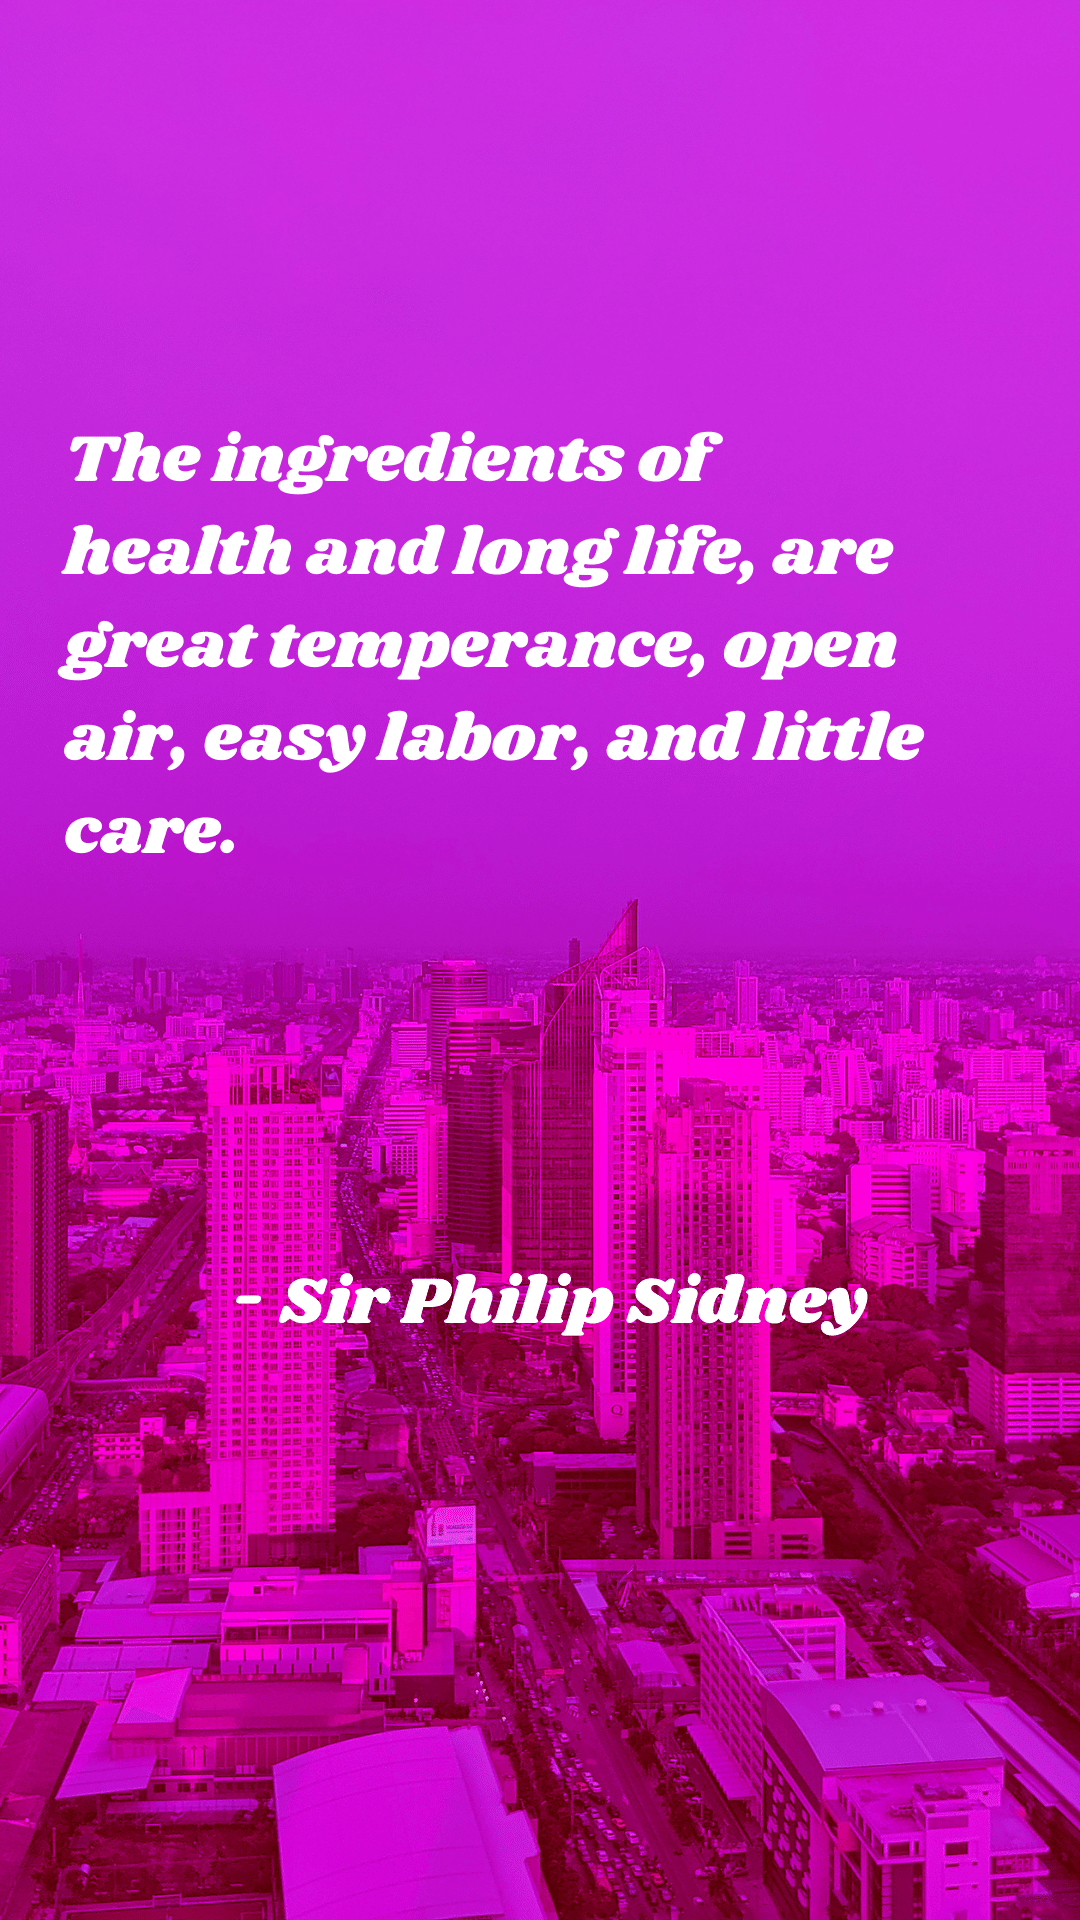 The ingredients of
health and long life, are
great temperance, open
air, easy labor, and little
care.
- Sir Philip Sidney